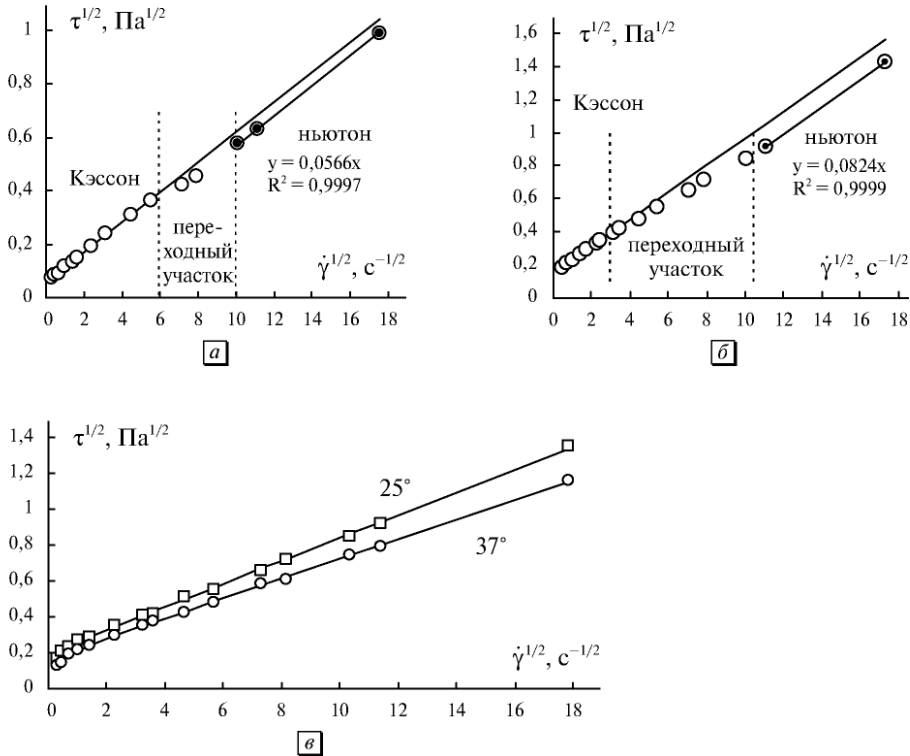 τ^1/2, Па^1/2
1
0,8
0,6
0,4
0,2
0
Кэссон
пере-
ходный
участок
ньютон
y = 0,0566x
R² = 0,9997
γ̇^1/2, с^−1/2
0 2 4 6 8 10 12 14 16 18
а
τ^1/2, Па^1/2
1,6
1,4
1,2
1,0
0,8
0,6
0,4
0,2
0
Кэссон
переходный
участок
ньютон
y = 0,0824x
R² = 0,9999
γ̇^1/2, с^−1/2
0 2 4 6 8 10 12 14 16 18
б
τ^1/2, Па^1/2
1,4
1,2
1
0,8
0,6
0,4
0,2
0
25°
37°
γ̇^1/2, с^−1/2
0 2 4 6 8 10 12 14 16 18
в